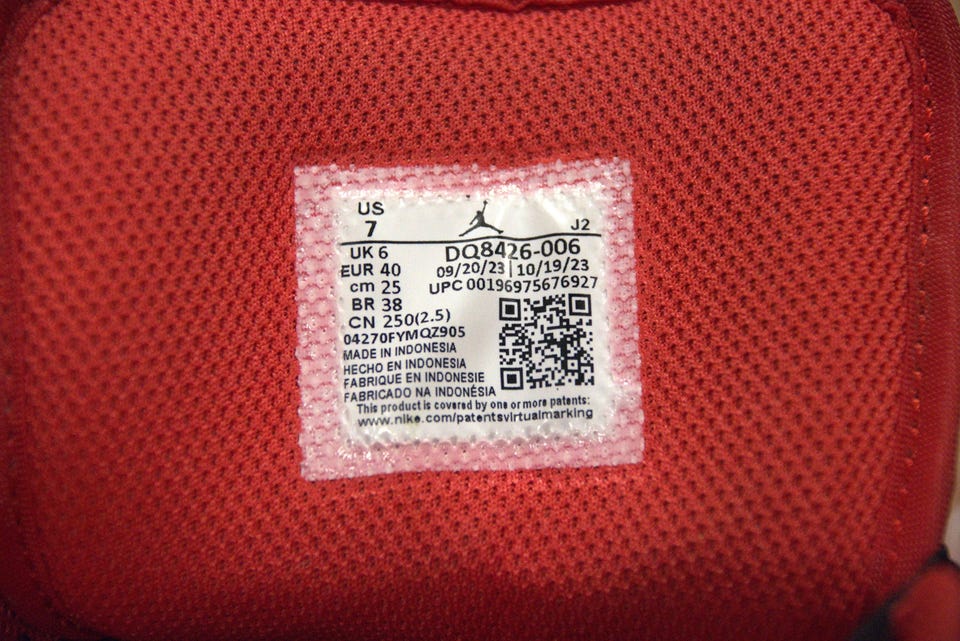 US
7
J2
UK 6
DQ8426-006
EUR 40
09/20/23 | 10/19/23
cm 25
UPC 00196975676927
BR 38
CN 250(2.5)
04270FYMQZ905
MADE IN INDONESIA
HECHO EN INDONESIA
FABRIQUE EN INDONESIE
FABRICADO NA INDONÉSIA
This product is covered by one or more patents:
www.nike.com/patentsvirtualmarking